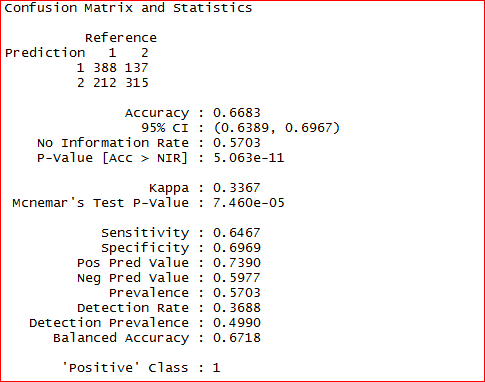 Confusion Matrix and Statistics
Reference
Prediction 1 2
1 388 137
2 212 315
Accuracy : 0.6683
95% CI : (0.6389, 0.6967)
No Information Rate : 0.5703
P-Value [Acc > NIR] : 5.063e-11
Kappa : 0.3367
Mcnemar's Test P-Value : 7.460e-05
Sensitivity : 0.6467
Specificity : 0.6969
Pos Pred Value : 0.7390
Neg Pred Value : 0.5977
Prevalence : 0.5703
Detection Rate : 0.3688
Detection Prevalence : 0.4990
Balanced Accuracy : 0.6718
'Positive' Class : 1